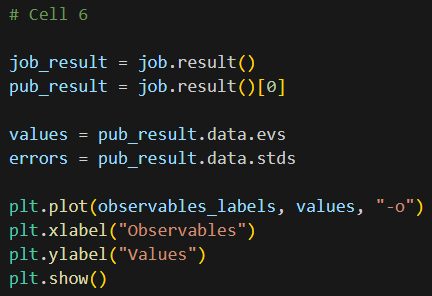 # Cell 6
job_result = job.result()
pub_result = job.result()[0]
values = pub_result.data.evs
errors = pub_result.data.stds
plt.plot(observables_labels, values, "-o")
plt.xlabel("Observables")
plt.ylabel("Values")
plt.show()